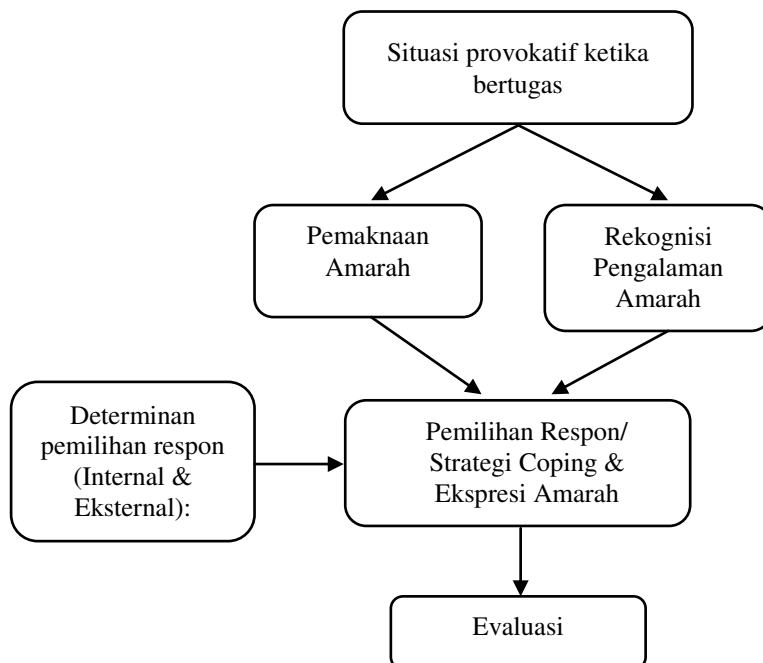 Situasi provokatif ketika
bertugas
Pemaknaan
Amarah
Rekognisi
Pengalaman
Amarah
Determinan
pemilihan respon
(Internal &
Eksternal):
Pemilihan Respon/
Strategi Coping &
Ekspresi Amarah
Evaluasi